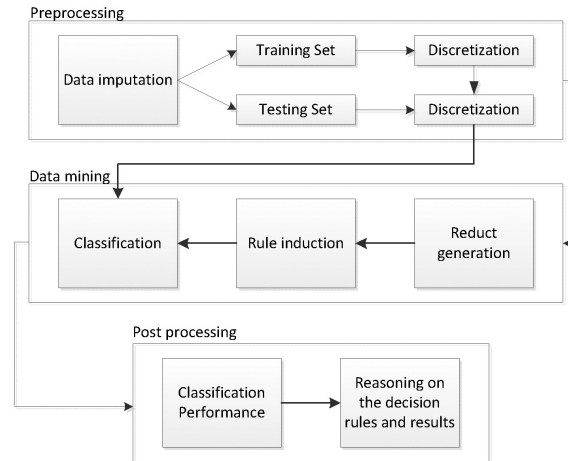 Preprocessing
Data imputation
Training Set
Discretization
Testing Set
Discretization
Data mining
Classification
Rule induction
Reduct
generation
Post processing
Classification
Performance
Reasoning on
the decision
rules and results